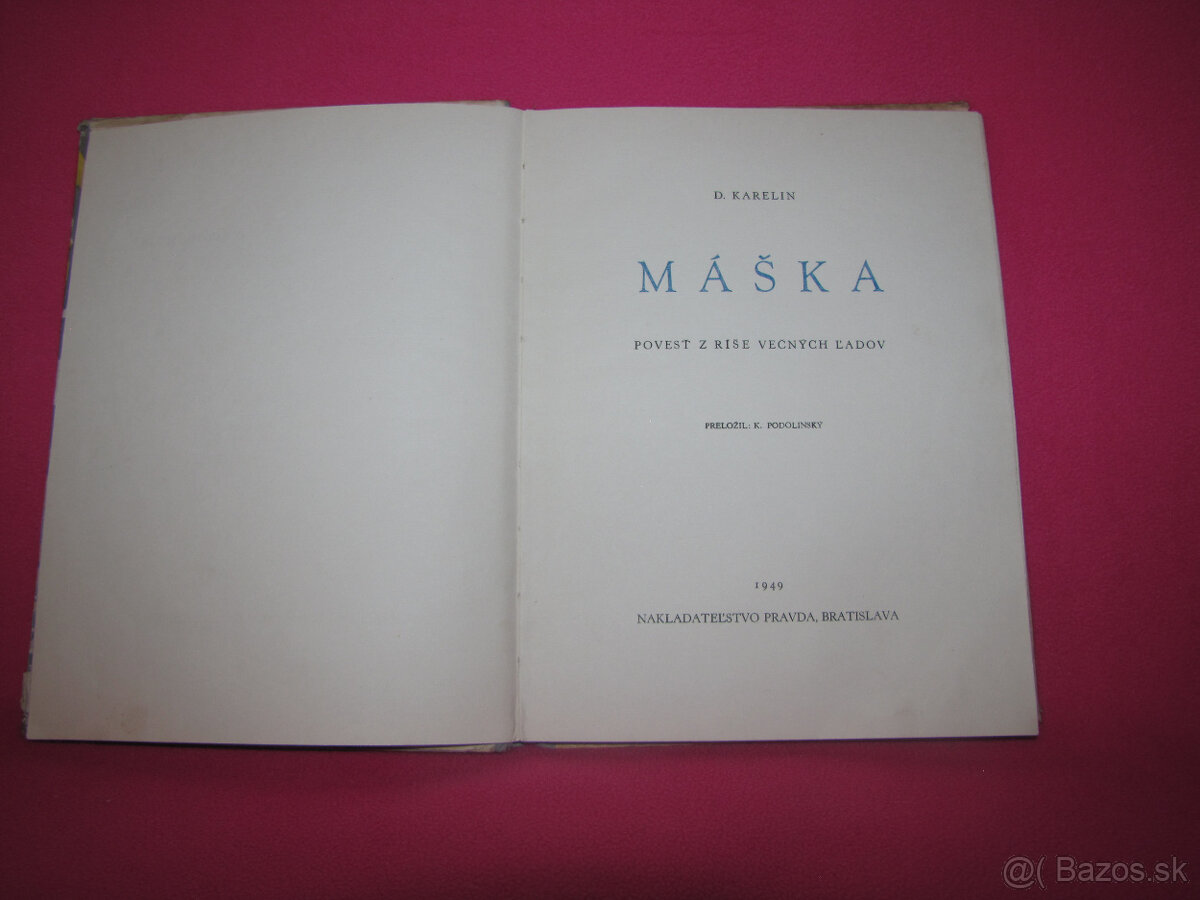 D. KARELIN
MÁŠKA
POVESŤ Z RÍŠE VEČNÝCH ĽADOV
PRELOŽIL: K. PODOLINSKÝ
1949
NAKLADATEĽSTVO PRAVDA, BRATISLAVA
@( Bazos.sk